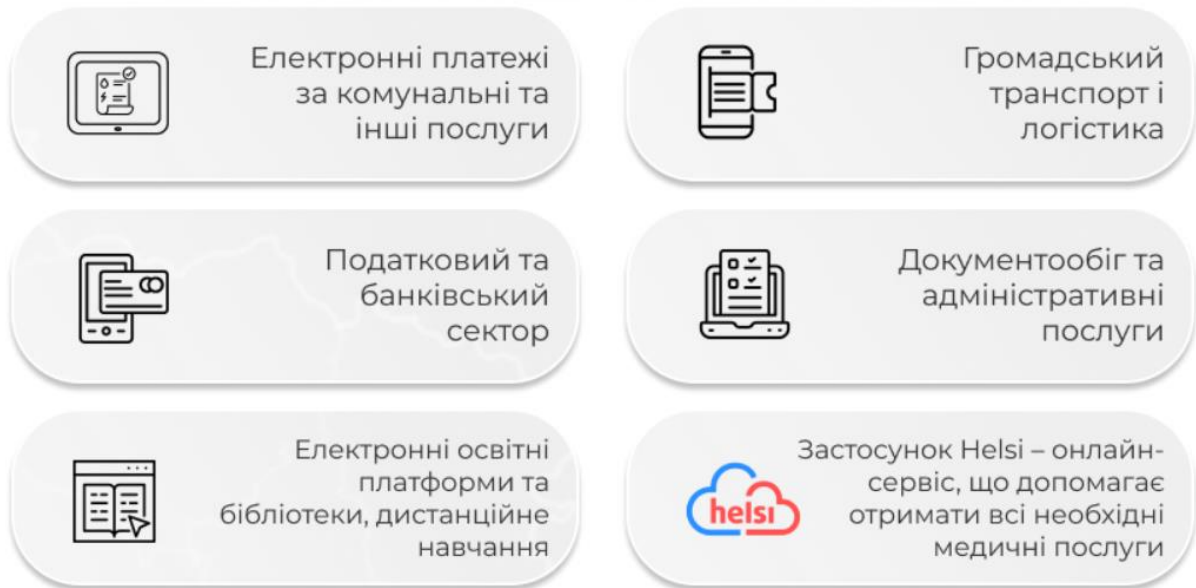 Електронні платежі
за комунальні та
інші послуги
Громадський
транспорт і
логістика
Податковий та
банківський
сектор
Документообіг та
адміністративні
послуги
Електронні освітні
платформи та
бібліотеки, дистанційне
навчання
helsi
Застосунок Helsi – онлайн-
сервіс, що допомагає
отримати всі необхідні
медичні послуги